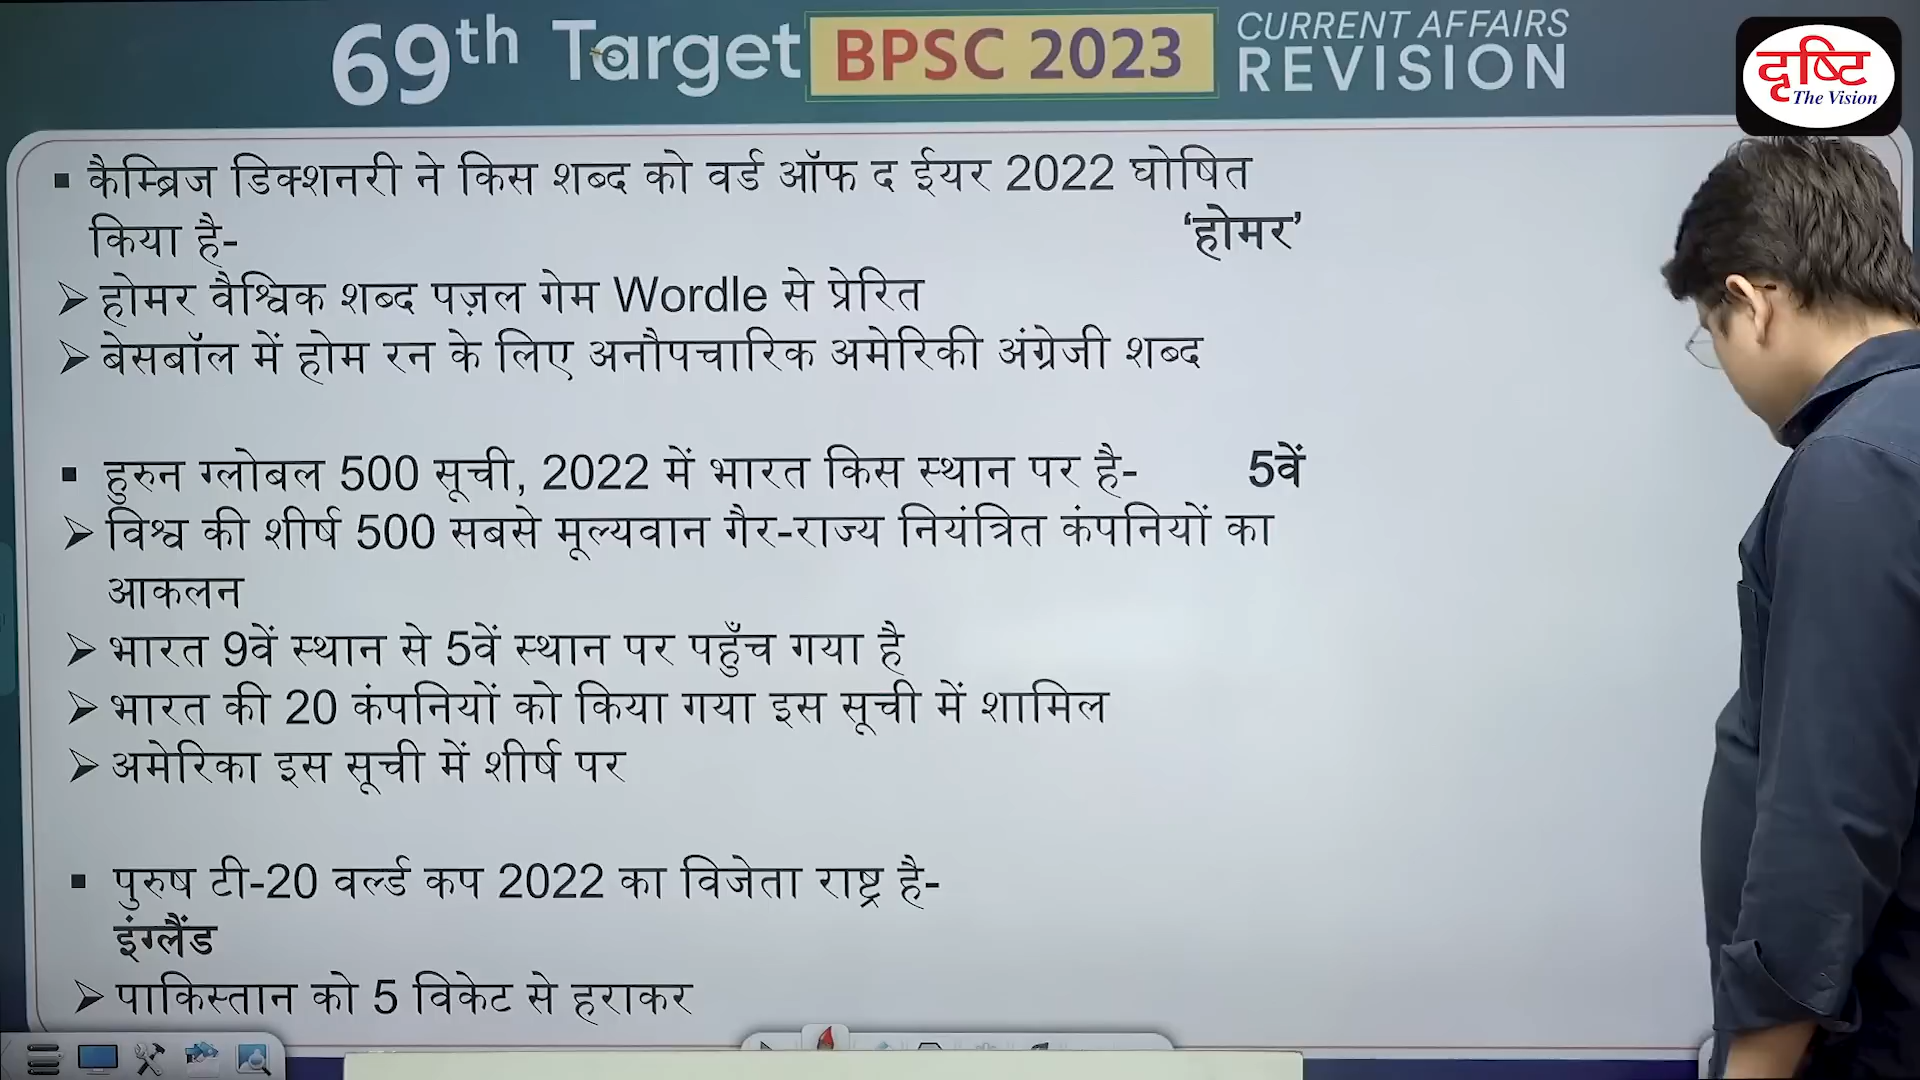 69th Target BPSC 2023 CURRENT AFFAIRS
REVISION
दृष्टि
The Vision
▪ कैम्ब्रिज डिक्शनरी ने किस शब्द को वर्ड ऑफ द ईयर 2022 घोषित
किया है- ‘होमर’
➢ होमर वैश्विक शब्द पज़ल गेम Wordle से प्रेरित
➢ बेसबॉल में होम रन के लिए अनौपचारिक अमेरिकी अंग्रेजी शब्द
▪ हुरुन ग्लोबल 500 सूची, 2022 में भारत किस स्थान पर है- 5वें
➢ विश्व की शीर्ष 500 सबसे मूल्यवान गैर-राज्य नियंत्रित कंपनियों का
आकलन
➢ भारत 9वें स्थान से 5वें स्थान पर पहुँच गया है
➢ भारत की 20 कंपनियों को किया गया इस सूची में शामिल
➢ अमेरिका इस सूची में शीर्ष पर
▪ पुरुष टी-20 वर्ल्ड कप 2022 का विजेता राष्ट्र है-
इंग्लैंड
➢ पाकिस्तान को 5 विकेट से हराकर